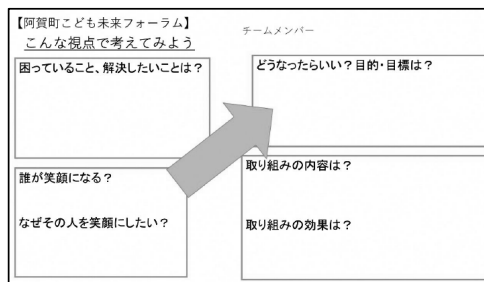 【阿賀町こども未来フォーラム】
こんな視点で考えてみよう
チームメンバー
困っていること、解決したいことは？
どうなったらいい？目的・目標は？
誰が笑顔になる？
なぜその人を笑顔にしたい？
取り組みの内容は？
取り組みの効果は？